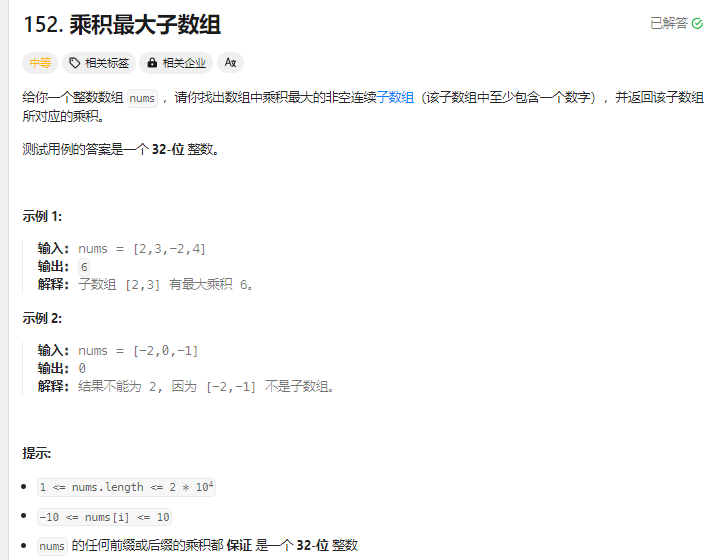 152. 乘积最大子数组
已解答
中等 相关标签 相关企业 Ax
给你一个整数数组 nums ，请你找出数组中乘积最大的非空连续子数组（该子数组中至少包含一个数字），并返回该子数组
所对应的乘积。
测试用例的答案是一个 32-位 整数。
示例 1:
输入: nums = [2,3,-2,4]
输出: 6
解释: 子数组 [2,3] 有最大乘积 6。
示例 2:
输入: nums = [-2,0,-1]
输出: 0
解释: 结果不能为 2, 因为 [-2,-1] 不是子数组。
提示:
1 <= nums.length <= 2 * 10⁴
-10 <= nums[i] <= 10
nums 的任何前缀或后缀的乘积都 保证 是一个 32-位 整数